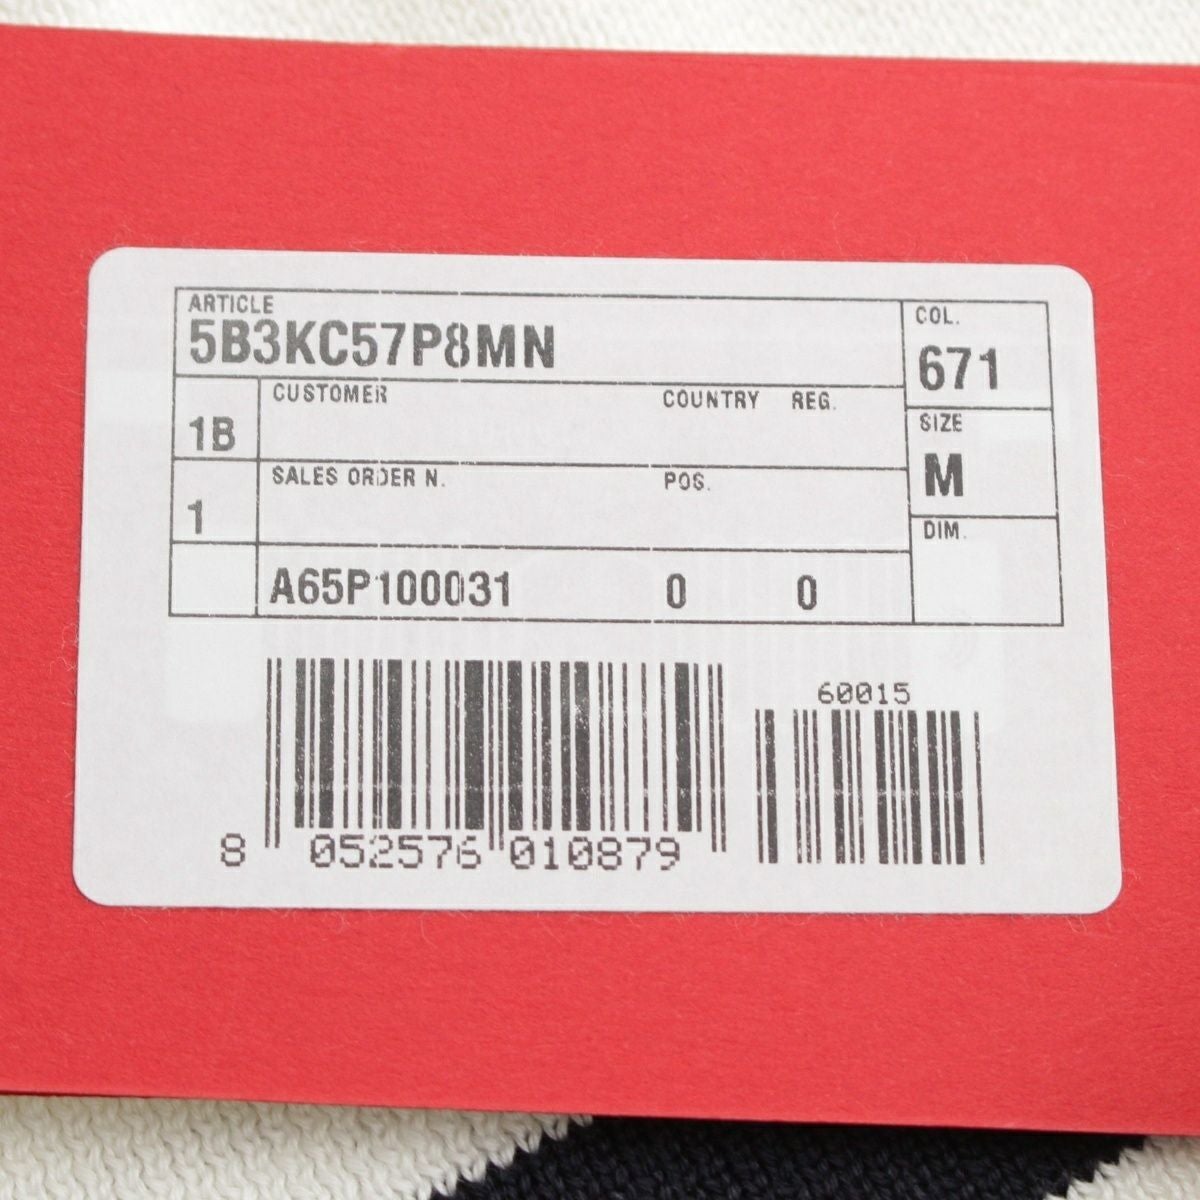 ARTICLE
5B3KC57P8MN
COL.
671
1B
CUSTOMER
COUNTRY
REG.
SIZE
M
1
SALES ORDER N.
POS.
DIM.
A65P100031
0
0
60015
8 052576 010879